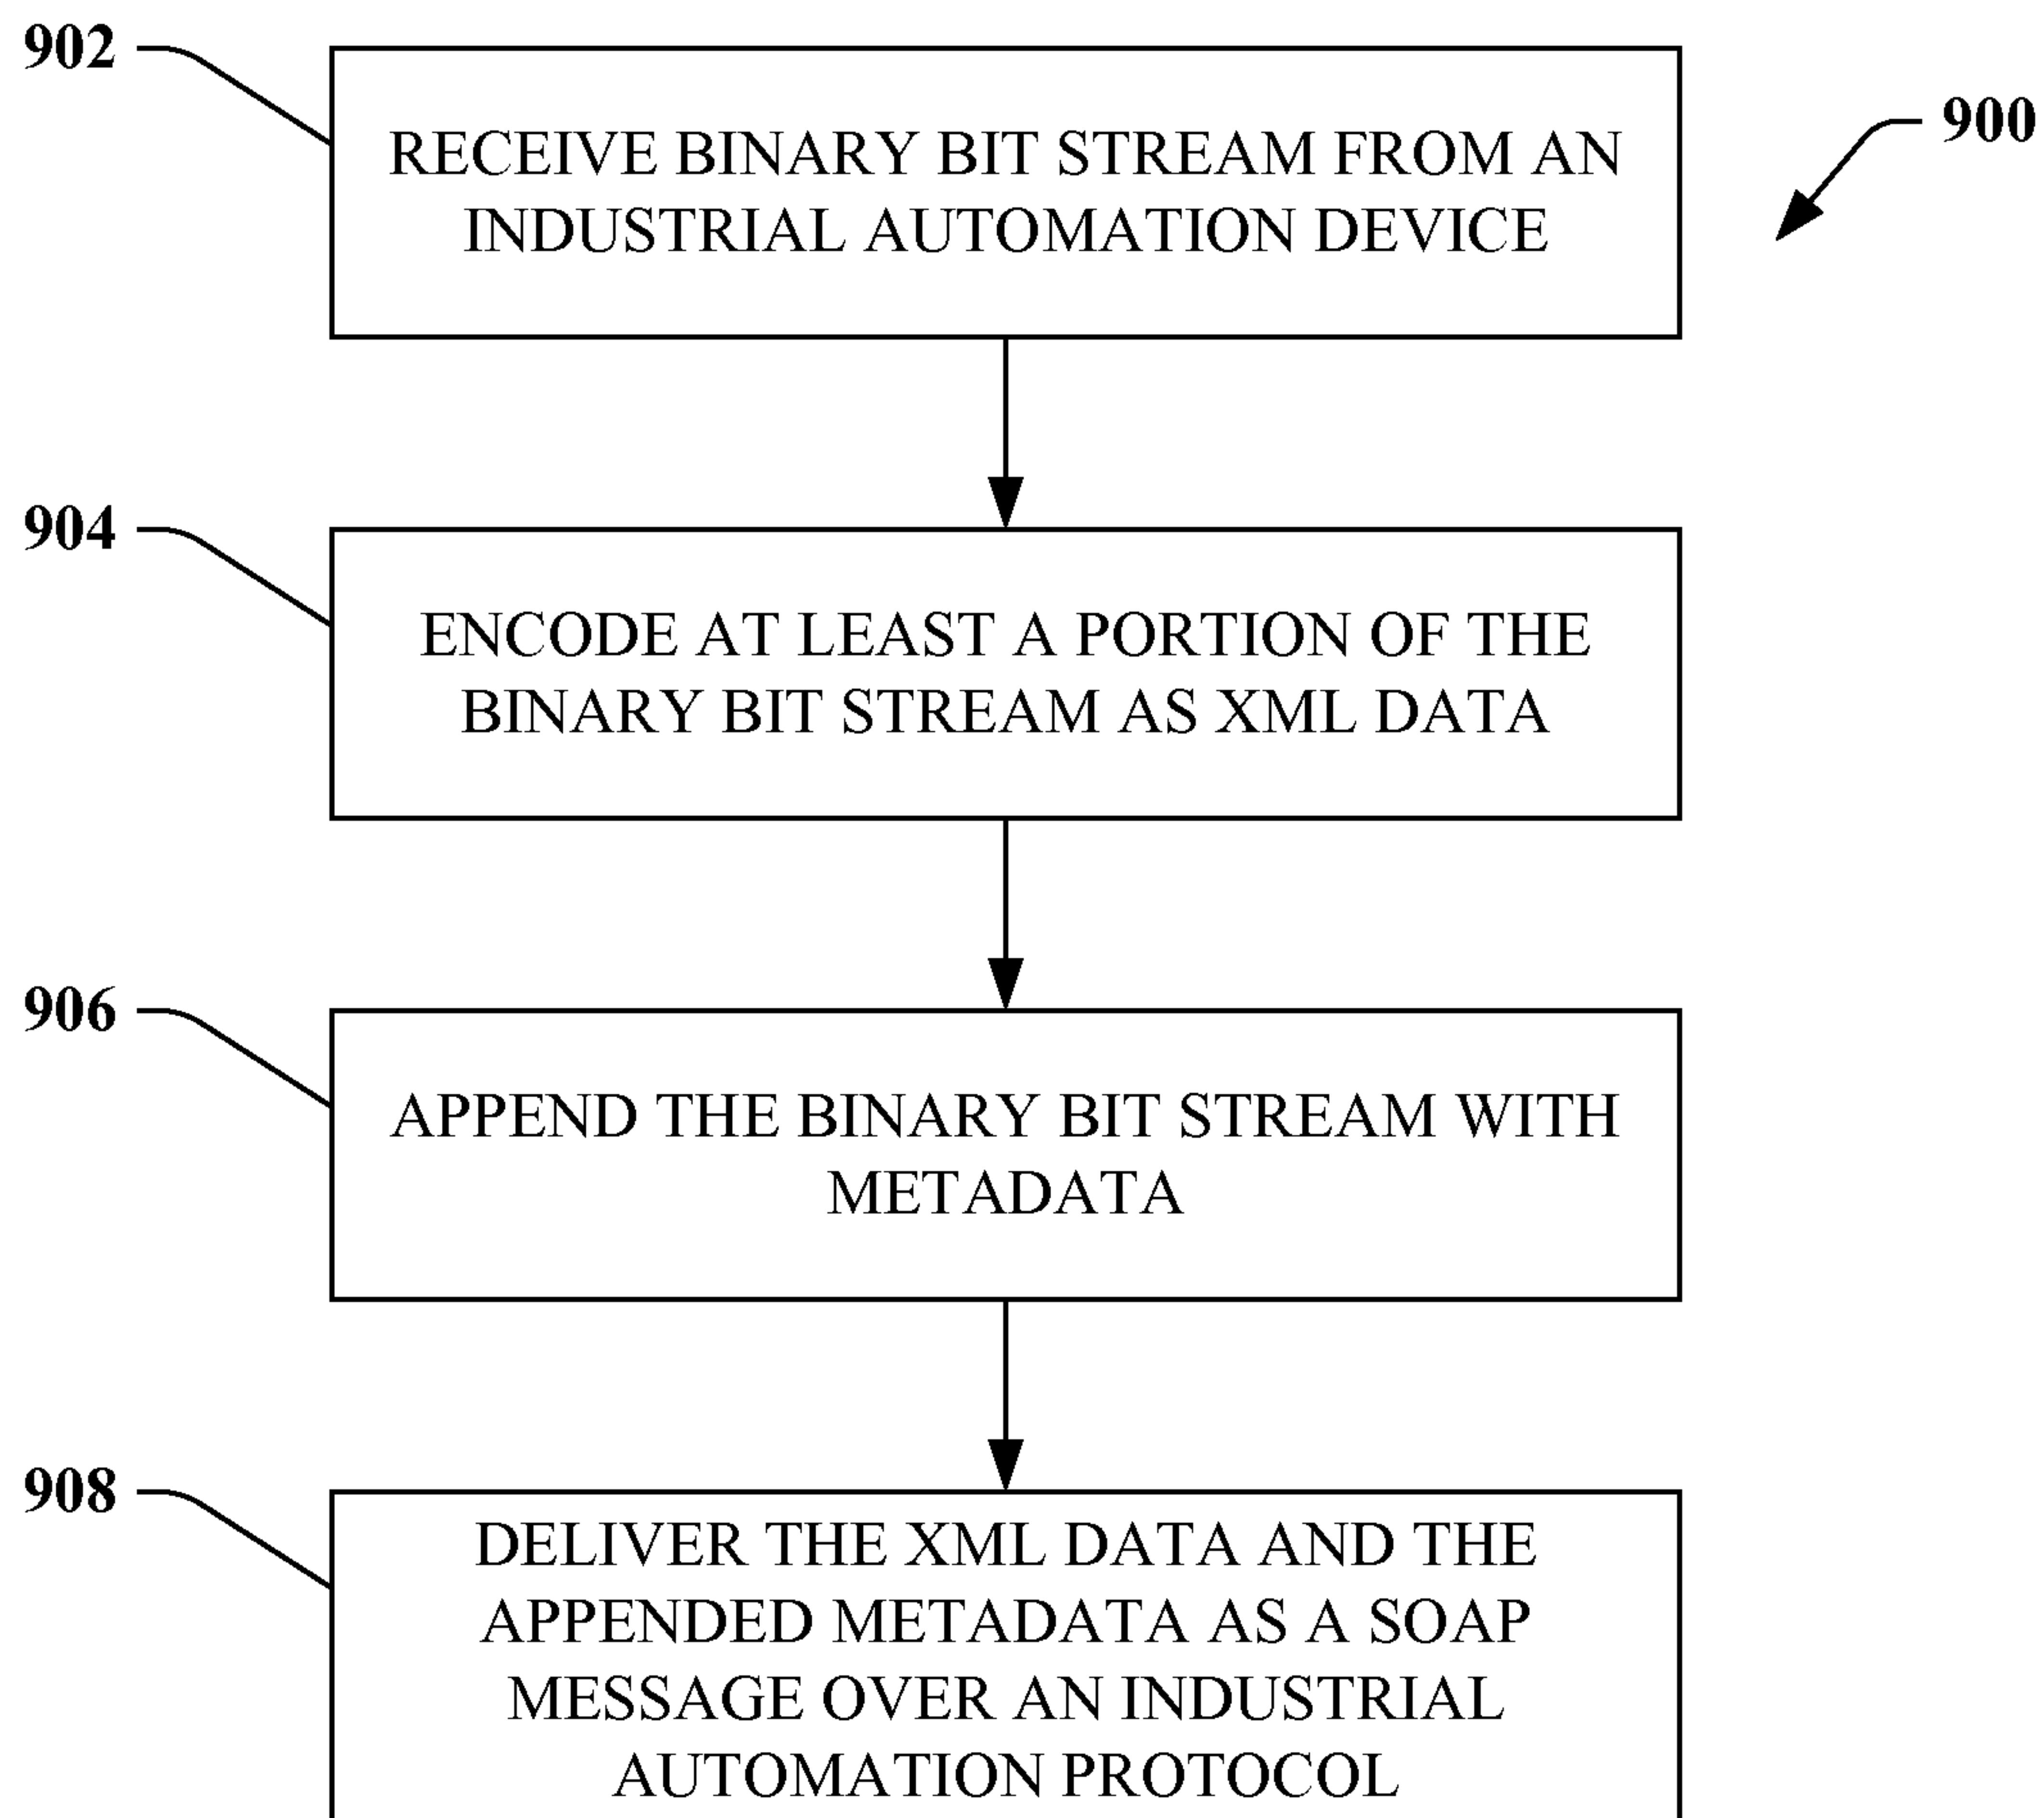 902
RECEIVE BINARY BIT STREAM FROM AN
INDUSTRIAL AUTOMATION DEVICE
900
904
ENCODE AT LEAST A PORTION OF THE
BINARY BIT STREAM AS XML DATA
906
APPEND THE BINARY BIT STREAM WITH
METADATA
908
DELIVER THE XML DATA AND THE
APPENDED METADATA AS A SOAP
MESSAGE OVER AN INDUSTRIAL
AUTOMATION PROTOCOL